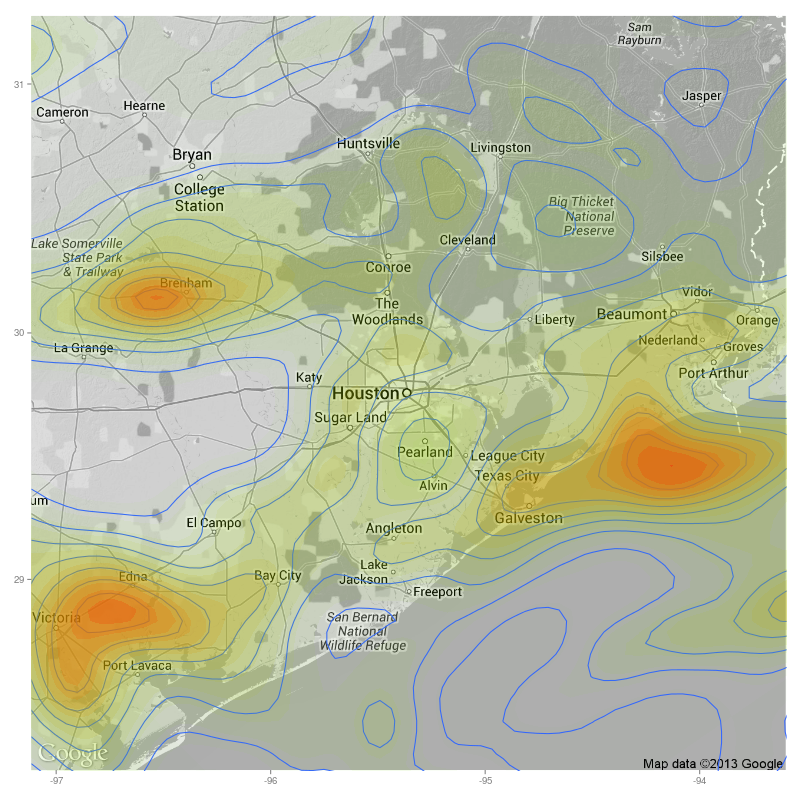 Sam
Rayburn
31
Jasper
Cameron
Hearne
Huntsville
Livingston
Bryan
College
Station
Big Thicket
National
Preserve
Lake Somerville
State Park
& Trailway
Cleveland
Silsbee
Conroe
Brenham
Vidor
The
Woodlands
Liberty
Beaumont
Orange
30
La Grange
Nederland
Groves
Port Arthur
Katy
Houston
Sugar Land
Pearland
League City
Texas City
Alvin
um
Galveston
El Campo
Angleton
29
Edna
Bay City
Lake
Jackson
Freeport
Victoria
San Bernard
National
Wildlife Refuge
Port Lavaca
Google
Map data ©2013 Google
-97
-96
-95
-94